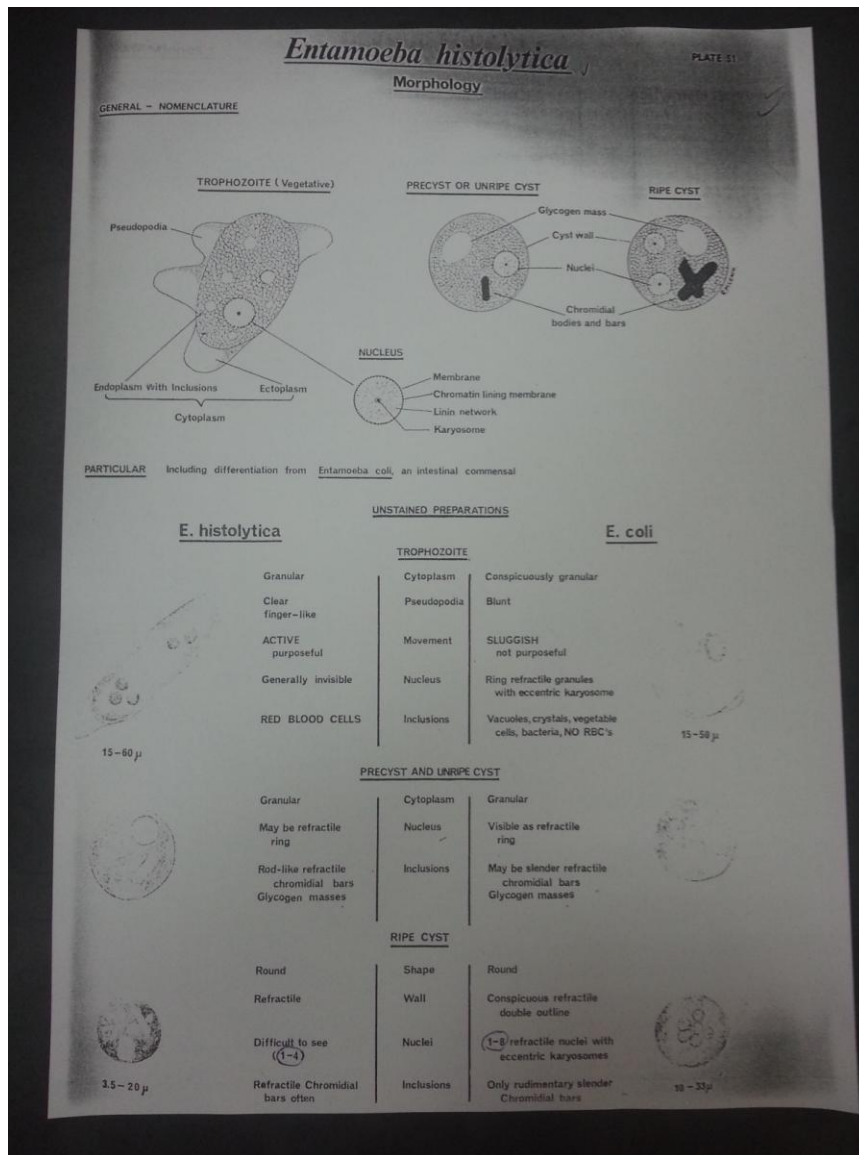 Entamoeba histolytica
PLATE 51
Morphology
GENERAL - NOMENCLATURE
TROPHOZOITE ( Vegetative)
PRECYST OR UNRIPE CYST
RIPE CYST
Pseudopodia
Glycogen mass
Cyst wall
Nuclei
Chromidial
bodies and bars
NUCLEUS
Membrane
Chromatin lining membrane
Linin network
Karyosome
Endoplasm With Inclusions
Ectoplasm
Cytoplasm
PARTICULAR Including differentiation from Entamoeba coli, an intestinal commensal
UNSTAINED PREPARATIONS
E. histolytica
E. coli
TROPHOZOITE
Granular Cytoplasm Conspicuously granular
Clear Pseudopodia Blunt
finger-like
ACTIVE Movement SLUGGISH
purposeful not purposeful
Generally invisible Nucleus Ring refractile granules
with eccentric karyosome
RED BLOOD CELLS Inclusions Vacuoles, crystals, vegetable
cells, bacteria, NO RBC's
15-60 µ
15-50 µ
PRECYST AND UNRIPE CYST
Granular Cytoplasm Granular
May be refractile Nucleus Visible as refractile
ring ring
Rod-like refractile Inclusions May be slender refractile
chromidial bars chromidial bars
Glycogen masses Glycogen masses
RIPE CYST
Round Shape Round
Refractile Wall Conspicuous refractile
double outline
Difficult to see Nuclei 1-8 refractile nuclei with
(1-4) eccentric karyosomes
3.5-20 µ
Refractile Chromidial Inclusions Only rudimentary slender
bars often Chromidial bars
10-33µ